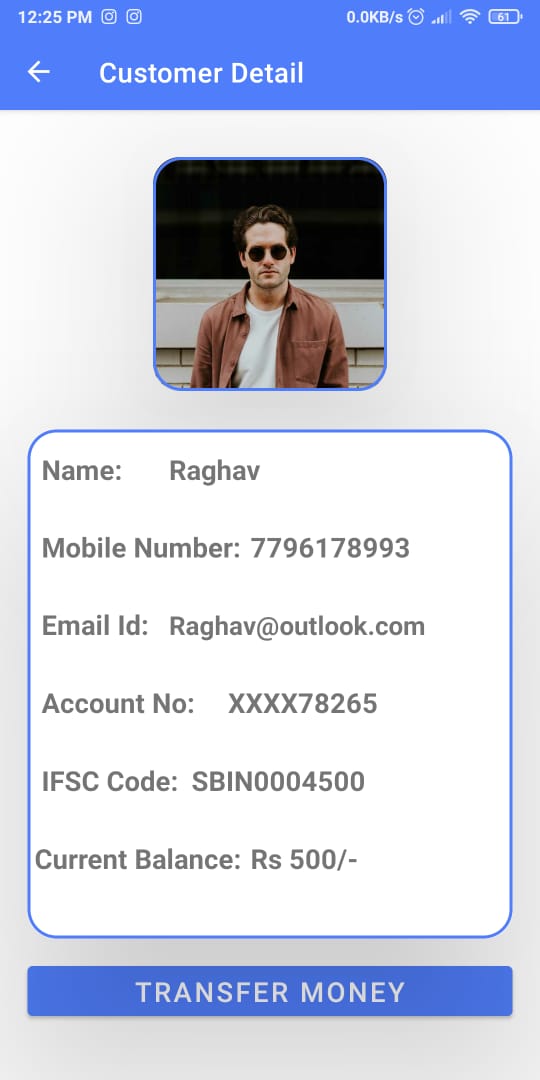 12:25 PM 0.0KB/s 61
Customer Detail
Name: Raghav
Mobile Number: 7796178993
Email Id: Raghav@outlook.com
Account No: XXXX78265
IFSC Code: SBIN0004500
Current Balance: Rs 500/-
TRANSFER MONEY